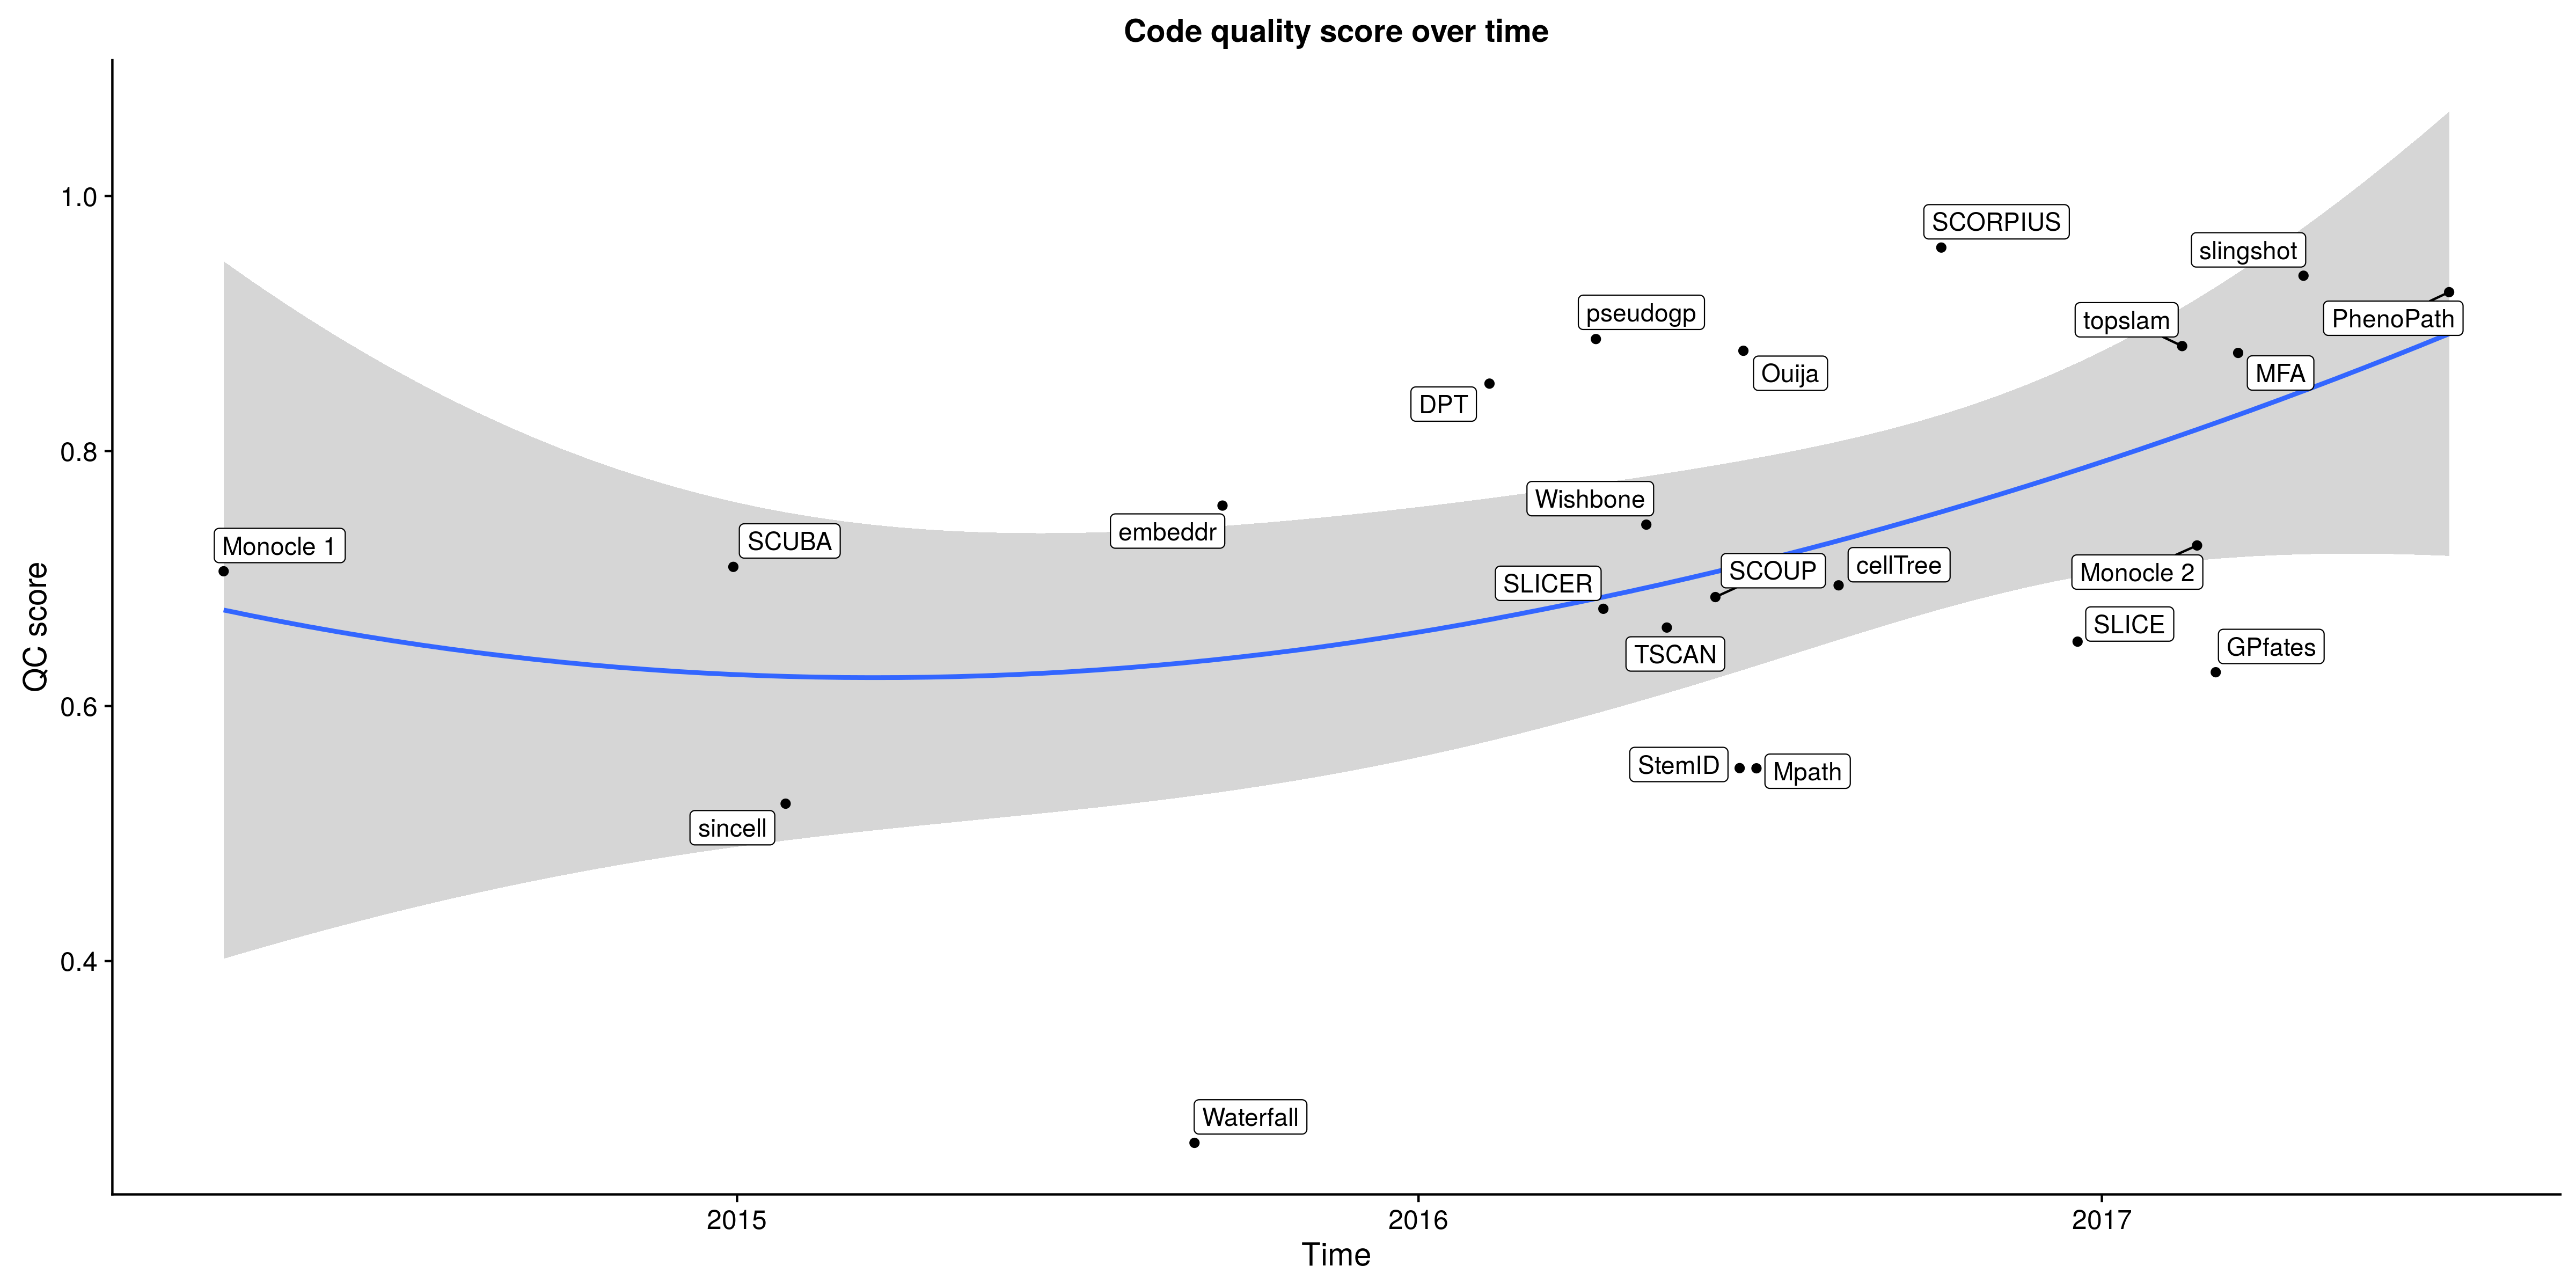 Code quality score over time
QC score
1.0
0.8
0.6
0.4
SCORPIUS
slingshot
pseudogp
topslam
PhenoPath
Ouija
MFA
DPT
Wishbone
embeddr
Monocle 1
SCUBA
SLICER
SCOUP
cellTree
Monocle 2
TSCAN
SLICE
GPfates
StemID
Mpath
sincell
Waterfall
2015
2016
2017
Time